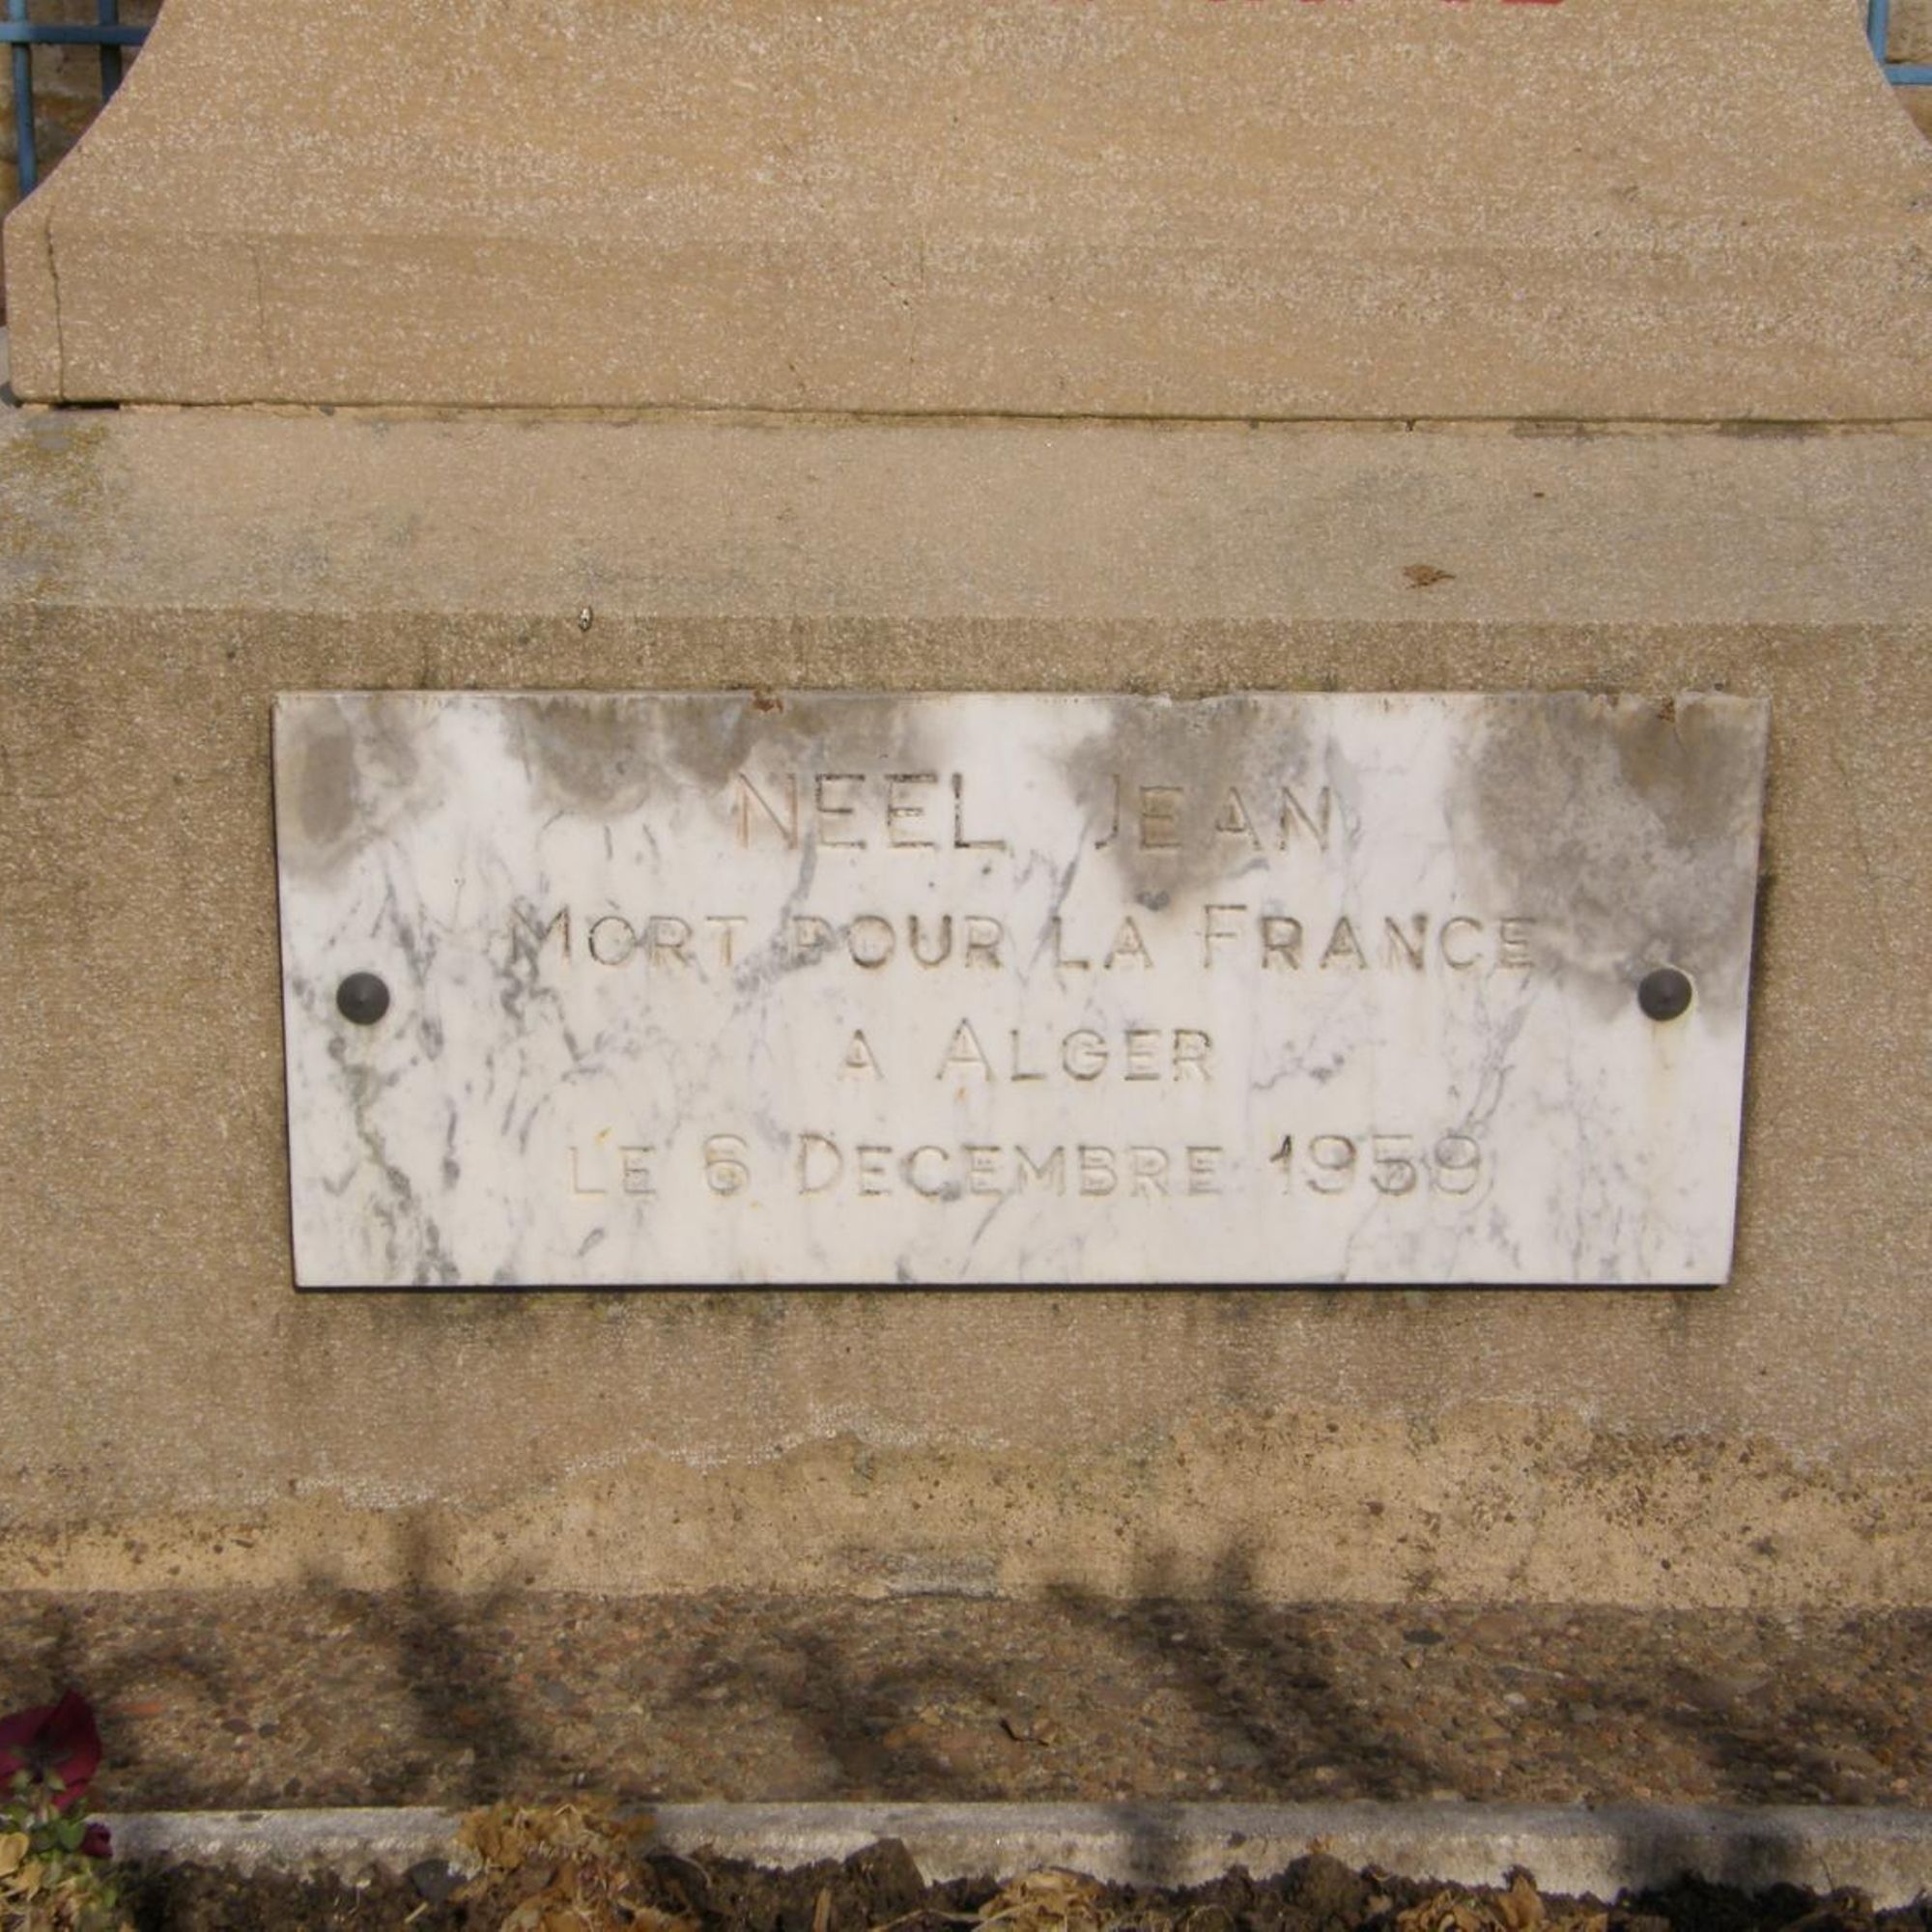 NEEL JEAN
MORT POUR LA FRANCE
A ALGER
LE 6 DECEMBRE 1959